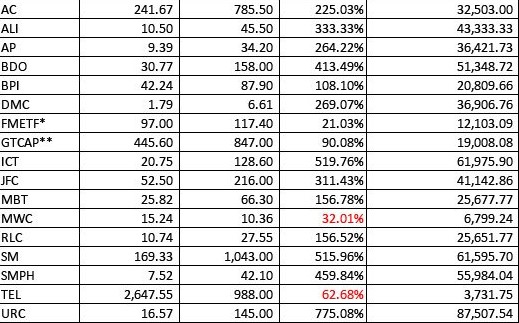 AC 241.67 785.50 225.03% 32,503.00
ALI 10.50 45.50 333.33% 43,333.33
AP 9.39 34.20 264.22% 36,421.73
BDO 30.77 158.00 413.49% 51,348.72
BPI 42.24 87.90 108.10% 20,809.66
DMC 1.79 6.61 269.07% 36,906.76
FMETF* 97.00 117.40 21.03% 12,103.09
GTCAP** 445.60 847.00 90.08% 19,008.08
ICT 20.75 128.60 519.76% 61,975.90
JFC 52.50 216.00 311.43% 41,142.86
MBT 25.82 66.30 156.78% 25,677.77
MWC 15.24 10.36 32.01% 6,799.24
RLC 10.74 27.55 156.52% 25,651.77
SM 169.33 1,043.00 515.96% 61,595.70
SMPH 7.52 42.10 459.84% 55,984.04
TEL 2,647.55 988.00 62.68% 3,731.75
URC 16.57 145.00 775.08% 87,507.54